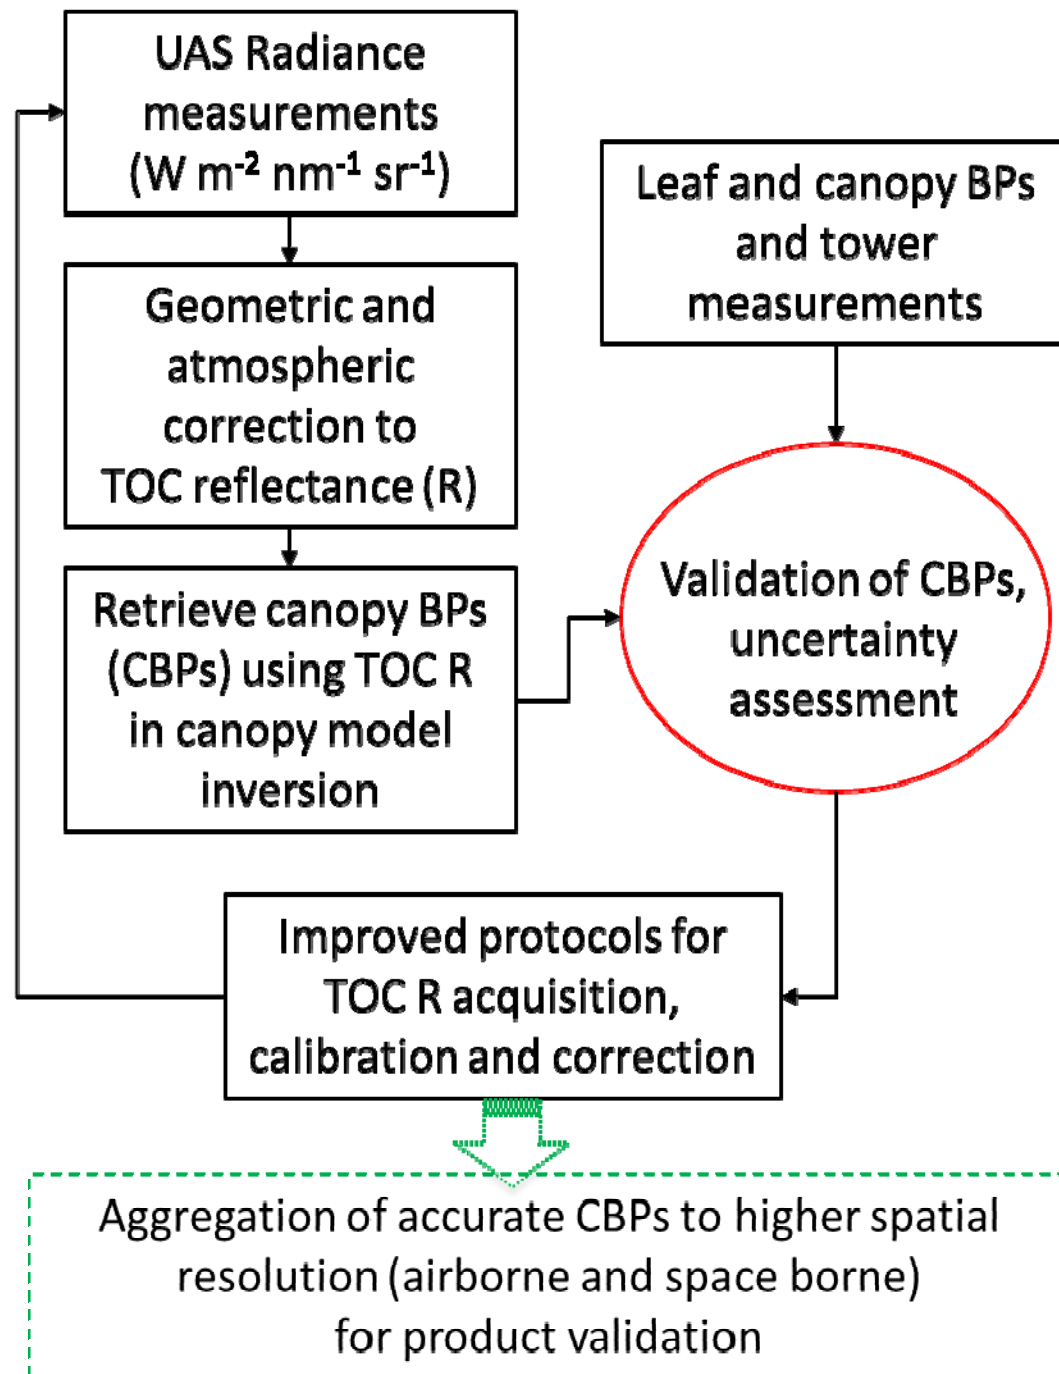 UAS Radiance
measurements
(W m⁻² nm⁻¹ sr⁻¹)
Geometric and
atmospheric
correction to
TOC reflectance (R)
Retrieve canopy BPs
(CBPs) using TOC R
in canopy model
inversion
Leaf and canopy BPs
and tower
measurements
Validation of CBPs,
uncertainty
assessment
Improved protocols for
TOC R acquisition,
calibration and correction
Aggregation of accurate CBPs to higher spatial
resolution (airborne and space borne)
for product validation